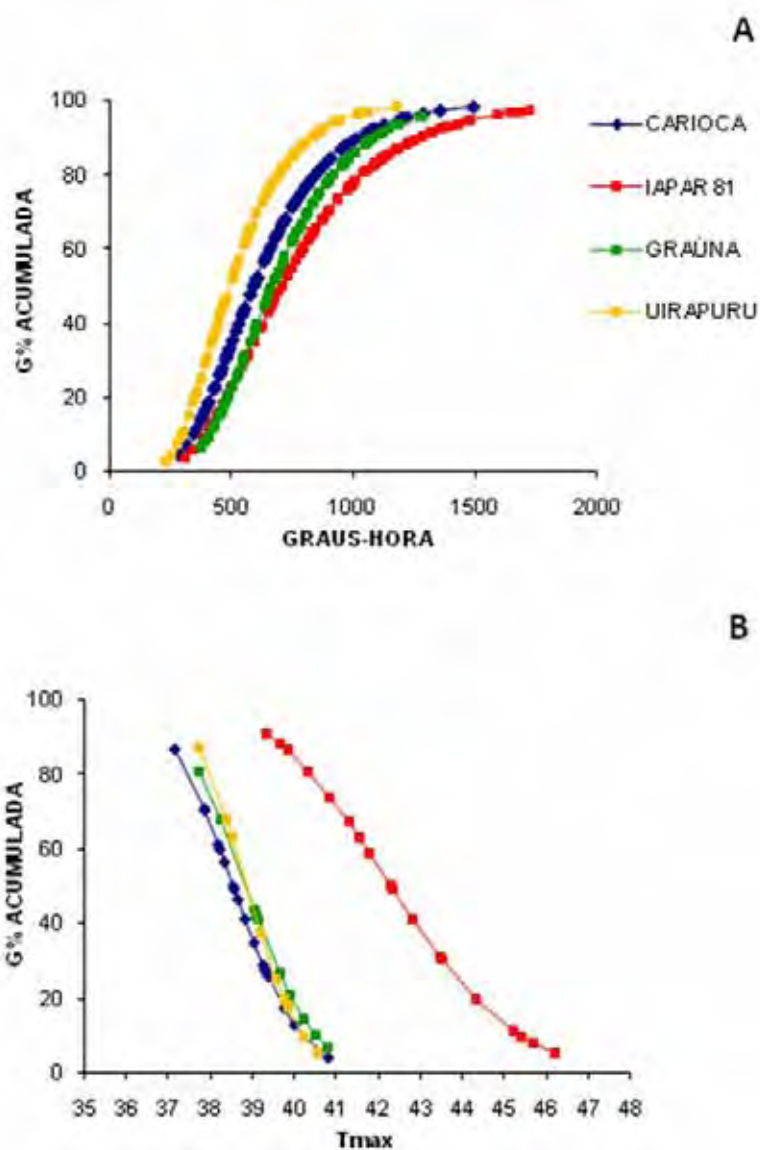 A
100
80
60
40
20
0
G% ACUMULADA
0 500 1000 1500 2000
GRAUS-HORA
CARIOCA
IAPAR 81
GRAÚNA
UIRAPURU
B
100
80
60
40
20
0
G% ACUMULADA
35 36 37 38 39 40 41 42 43 44 45 46 47 48
Tmax